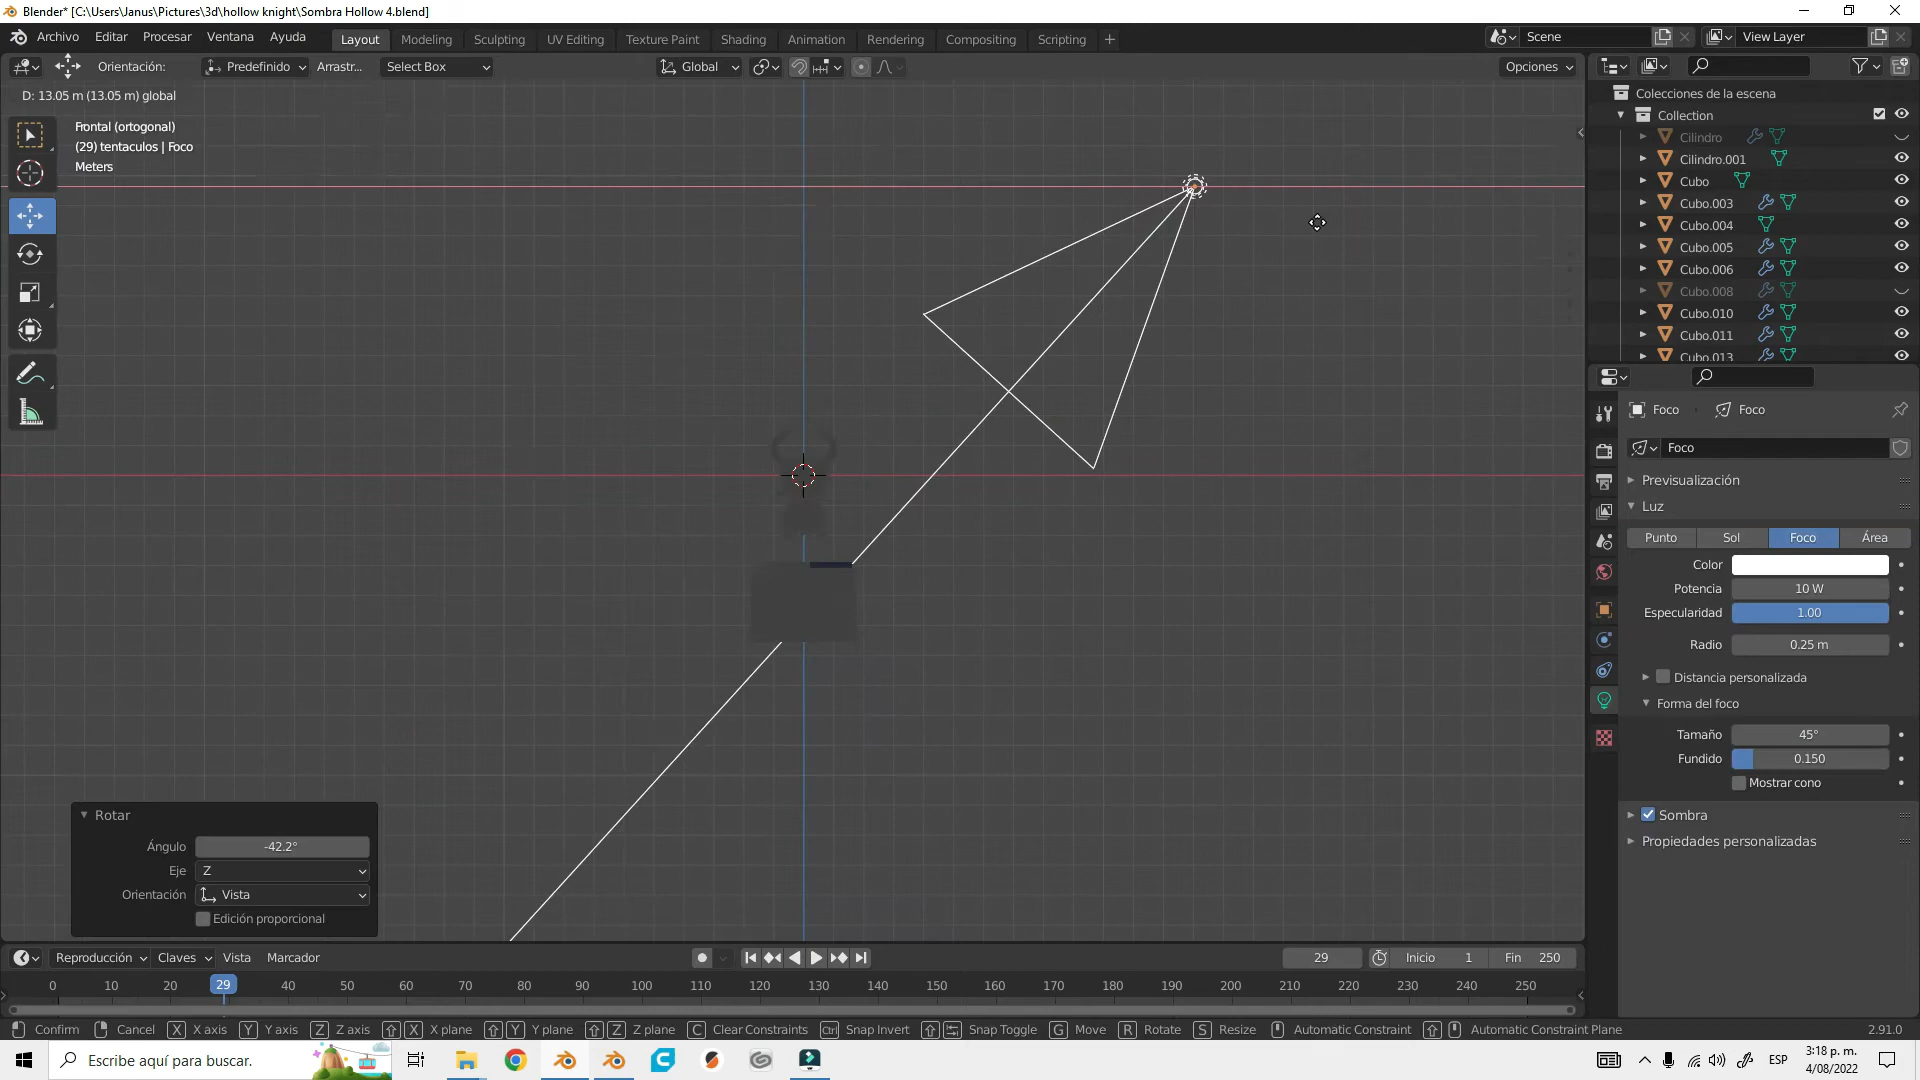 Blender* [C:\Users\Janus\Pictures\3d\hollow knight\Sombra Hollow 4.blend]
Archivo Editar Procesar Ventana Ayuda Layout Modeling Sculpting UV Editing Texture Paint Shading Animation Rendering Compositing Scripting + Scene View Layer
Orientación: Predefinido Arrastr... Select Box Global Opciones
D: 13.05 m (13.05 m) global
Frontal (ortogonal)
(29) tentaculos | Foco
Meters
Colecciones de la escena
Collection
Cilindro
Cilindro.001
Cubo
Cubo.003
Cubo.004
Cubo.005
Cubo.006
Cubo.008
Cubo.010
Cubo.011
Cubo.013
Foco Foco
Foco
Previsualización
Luz
Punto Sol Foco Área
Color
Potencia 10 W
Especularidad 1.00
Radio 0.25 m
Distancia personalizada
Forma del foco
Tamaño 45°
Fundido 0.150
Mostrar cono
Sombra
Propiedades personalizadas
Rotar
Ángulo -42.2°
Eje Z
Orientación Vista
Edición proporcional
Reproducción Claves Vista Marcador 29 Inicio 1 Fin 250
0 10 20 29 40 50 60 70 80 90 100 110 120 130 140 150 160 170 180 190 200 210 220 230 240 250
Confirm Cancel X X axis Y Y axis Z Z axis X X plane Y Y plane Z Z plane C Clear Constraints Ctrl Snap Invert Snap Toggle G Move R Rotate S Resize Automatic Constraint Automatic Constraint Plane 2.91.0
Escribe aquí para buscar. ESP 3:18 p. m.
4/08/2022